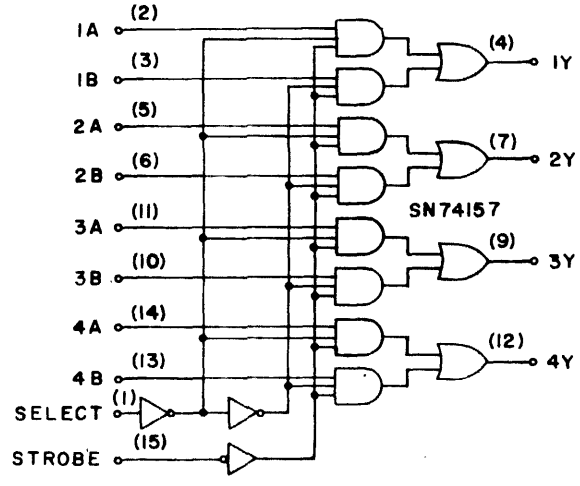 1A (2)
(4) 1Y
1B (3)
2A (5)
(7) 2Y
2B (6)
SN74157
3A (11)
(9) 3Y
3B (10)
4A (14)
(12) 4Y
4B (13)
SELECT (1)
STROBE (15)